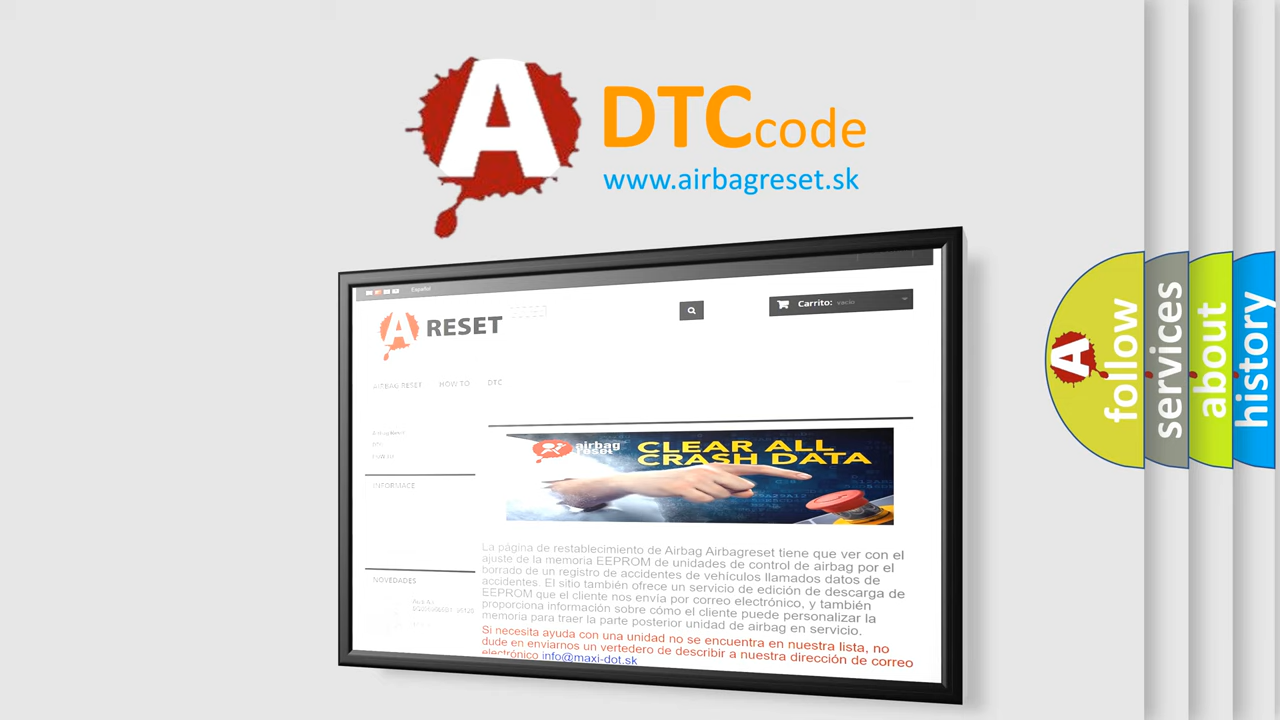 A
DTCcode
www.airbagreset.sk
Español
A RESET
Carrito: vacío
AIRBAG RESET HOW TO DTC
INFORMACE
NOVEDADES
airbag
reset
CLEAR ALL
CRASH DATA
La página de restablecimiento de Airbag Airbagreset tiene que ver con el
ajuste de la memoria EEPROM de unidades de control de airbag por el
borrado de un registro de accidentes de vehículos llamados datos de
accidentes. El sitio también ofrece un servicio de edición de descarga de
EEPROM que el cliente nos envía por correo electrónico, y también
proporciona información sobre cómo el cliente puede personalizar la
memoria para traer la parte posterior unidad de airbag en servicio.
Si necesita ayuda con una unidad no se encuentra en nuestra lista, no
dude en enviarnos un vertedero de describir a nuestra dirección de correo
electrónico info@maxi-dot.sk
A
follow
services
about
history